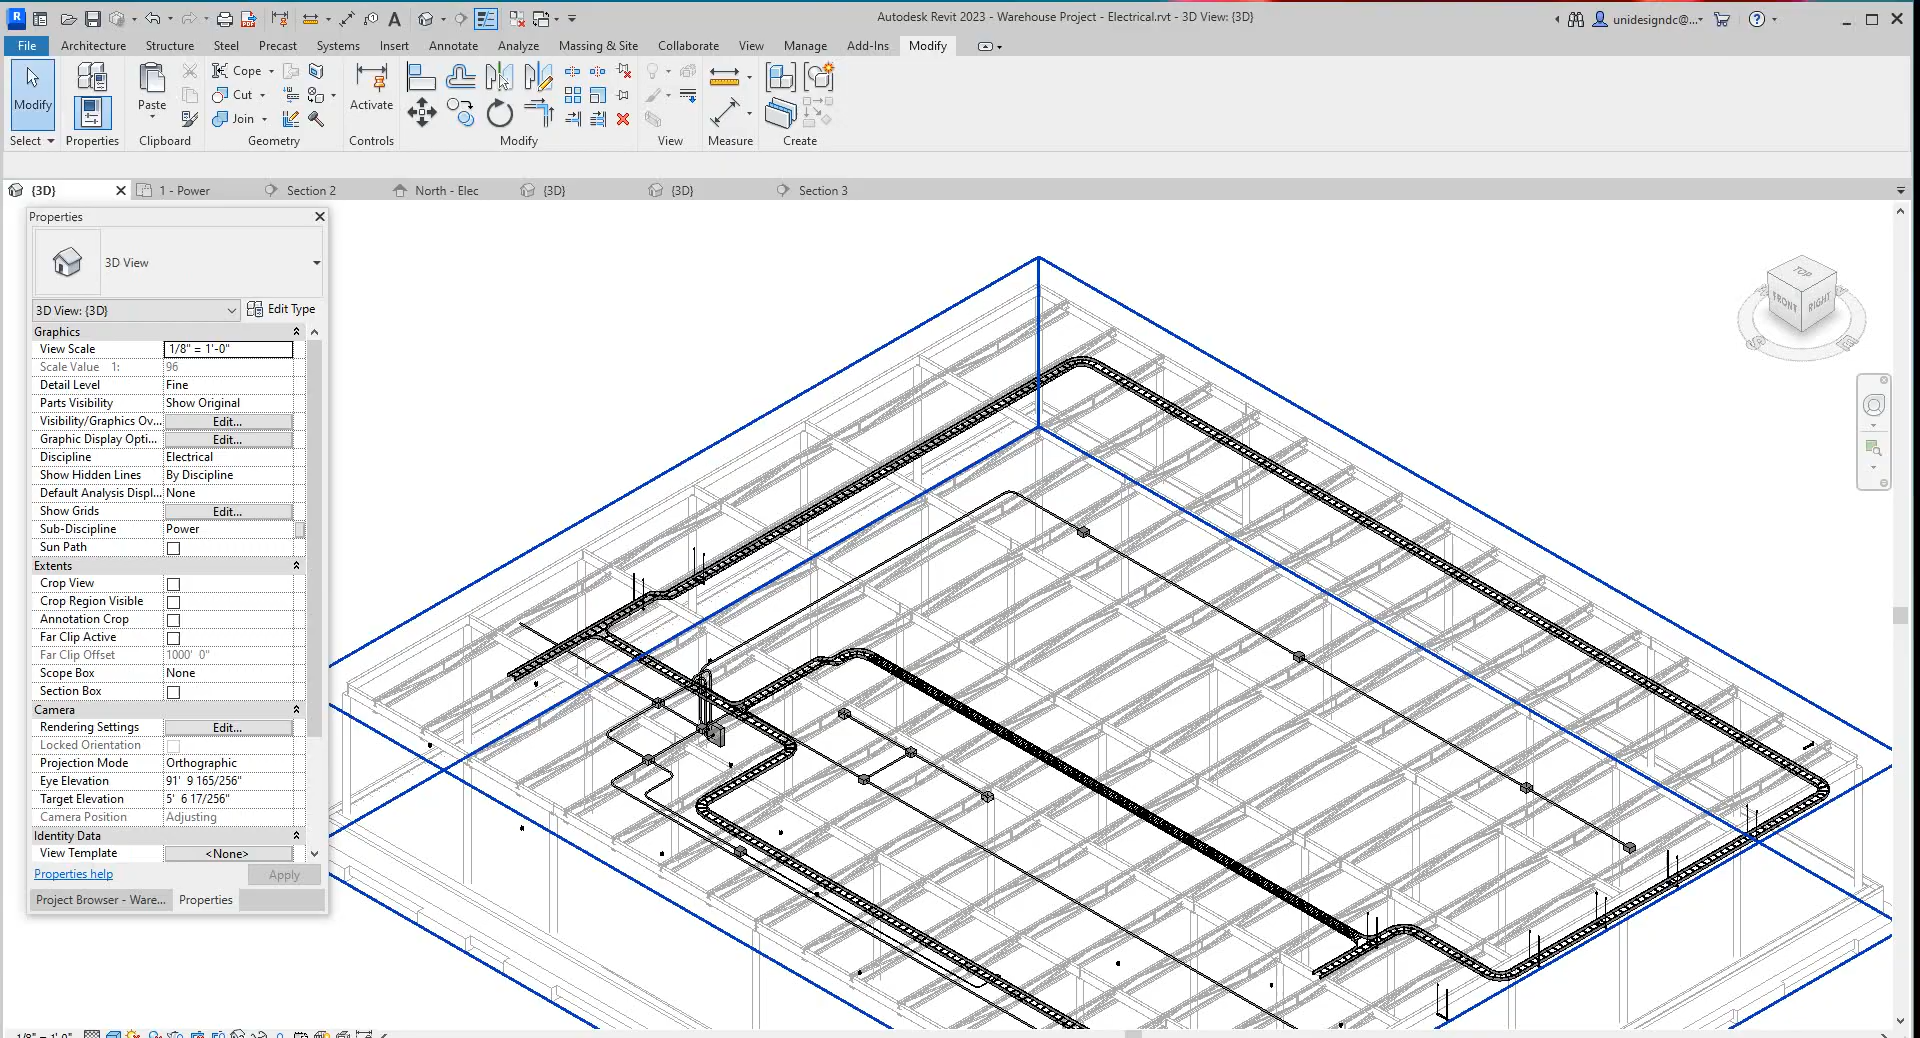 Autodesk Revit 2023 - Warehouse Project - Electrical.rvt - 3D View: {3D}
unidesigndc@...
File Architecture Structure Steel Precast Systems Insert Annotate Analyze Massing & Site Collaborate View Manage Add-Ins Modify
Modify Paste Cope Cut Join Activate
Select Properties Clipboard Geometry Controls Modify View Measure Create
{3D} 1 - Power Section 2 North - Elec {3D} {3D} Section 3
Properties
3D View
3D View: {3D} Edit Type
Graphics
View Scale 1/8" = 1'-0"
Scale Value 1: 96
Detail Level Fine
Parts Visibility Show Original
Visibility/Graphics Ov... Edit...
Graphic Display Opti... Edit...
Discipline Electrical
Show Hidden Lines By Discipline
Default Analysis Displ... None
Show Grids Edit...
Sub-Discipline Power
Sun Path
Extents
Crop View
Crop Region Visible
Annotation Crop
Far Clip Active
Far Clip Offset 1000' 0"
Scope Box None
Section Box
Camera
Rendering Settings Edit...
Locked Orientation
Projection Mode Orthographic
Eye Elevation 91' 9 165/256"
Target Elevation 5' 6 17/256"
Camera Position Adjusting
Identity Data
View Template <None>
Properties help Apply
Project Browser - Ware... Properties
TOP
FRONT RIGHT
1/8" = 1'-0"